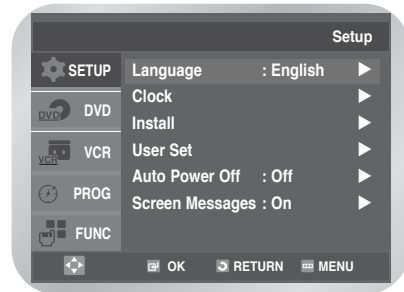 Setup
SETUP
Language : English ►
Clock ►
Install ►
User Set ►
Auto Power Off : Off ►
Screen Messages : On ►
DVD DVD
VCR VCR
PROG
FUNC
OK RETURN MENU